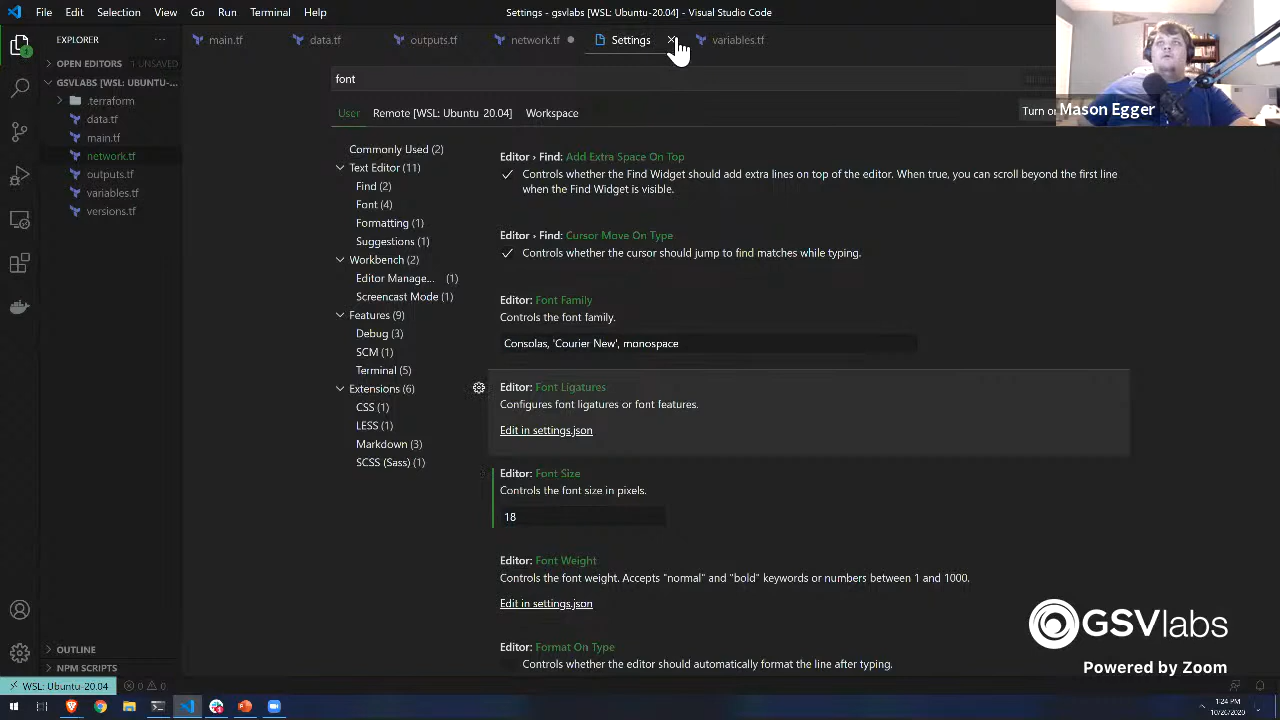 File Edit Selection View Go Run Terminal Help
Settings - gsvlabs [WSL: Ubuntu-20.04] - Visual Studio Code
EXPLORER ...
main.tf data.tf outputs.tf network.tf Settings variables.tf
OPEN EDITORS 1 UNSAVED
GSVLABS [WSL: UBUNTU-...
.terraform
data.tf
main.tf
network.tf
outputs.tf
variables.tf
versions.tf
font
User Remote [WSL: Ubuntu 20.04] Workspace
Turn on
Mason Egger
Commonly Used (2)
Text Editor (11)
Find (2)
Font (4)
Formatting (1)
Suggestions (1)
Workbench (2)
Editor Manage... (1)
Screencast Mode (1)
Features (9)
Debug (3)
SCM (1)
Terminal (5)
Extensions (6)
CSS (1)
LESS (1)
Markdown (3)
SCSS (Sass) (1)
Editor › Find: Add Extra Space On Top
Controls whether the Find Widget should add extra lines on top of the editor. When true, you can scroll beyond the first line
when the Find Widget is visible.
Editor › Find: Cursor Move On Type
Controls whether the cursor should jump to find matches while typing.
Editor: Font Family
Controls the font family.
Consolas, 'Courier New', monospace
Editor: Font Ligatures
Configures font ligatures or font features.
Edit in settings.json
Editor: Font Size
Controls the font size in pixels.
18
Editor: Font Weight
Controls the font weight. Accepts "normal" and "bold" keywords or numbers between 1 and 1000.
Edit in settings.json
Editor: Format On Type
Controls whether the editor should automatically format the line after typing.
OUTLINE
NPM SCRIPTS
WSL: Ubuntu-20.04 0 0
GSVlabs
Powered by Zoom
1:24 PM
10/26/2020